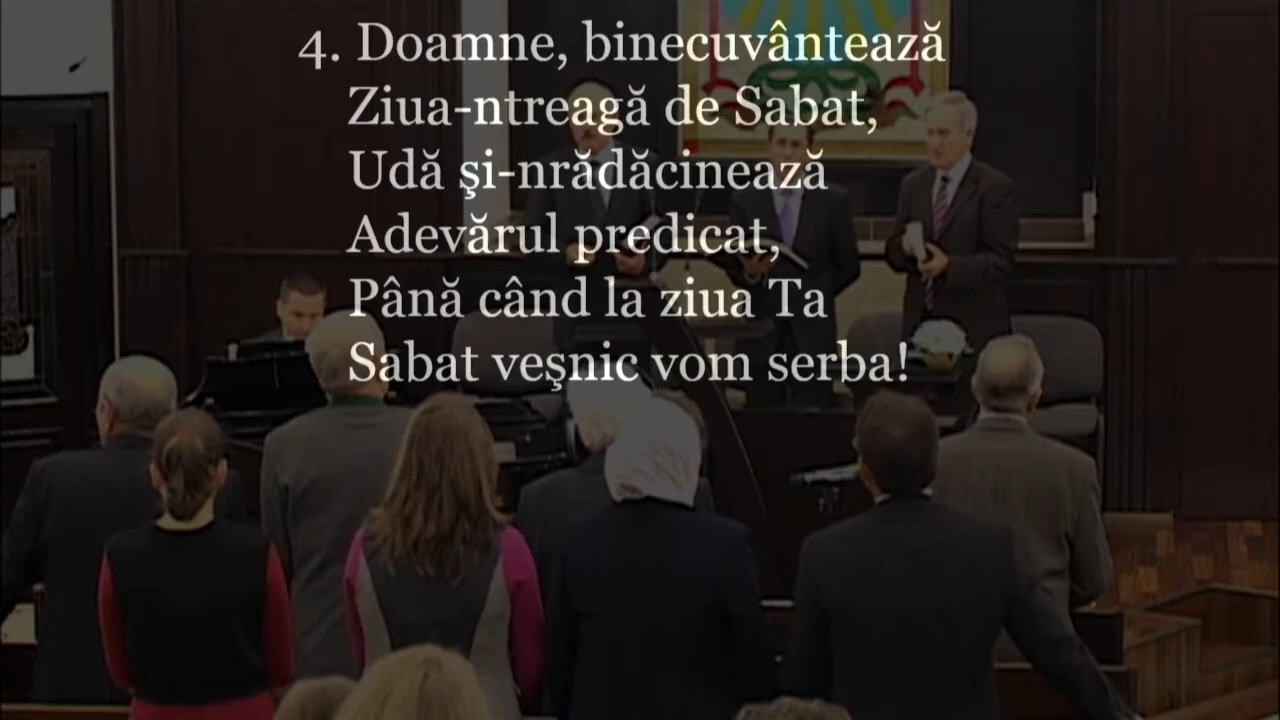 4. Doamne, binecuvântează
Ziua-ntreagă de Sabat,
Udă şi-nrădăcinează
Adevărul predicat,
Până când la ziua Ta
Sabat veşnic vom serba!